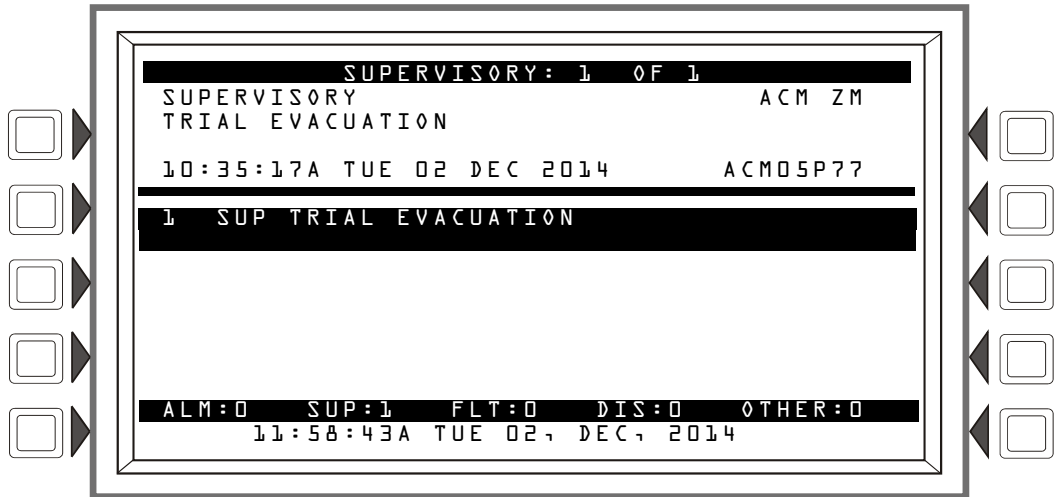 SUPERVISORY: 1 OF 1
SUPERVISORY ACM ZM
TRIAL EVACUATION
10:35:17A TUE 02 DEC 2014 ACM05P77
1 SUP TRIAL EVACUATION
ALM:0 SUP:1 FLT:0 DIS:0 OTHER:0
11:58:43A TUE 02, DEC, 2014